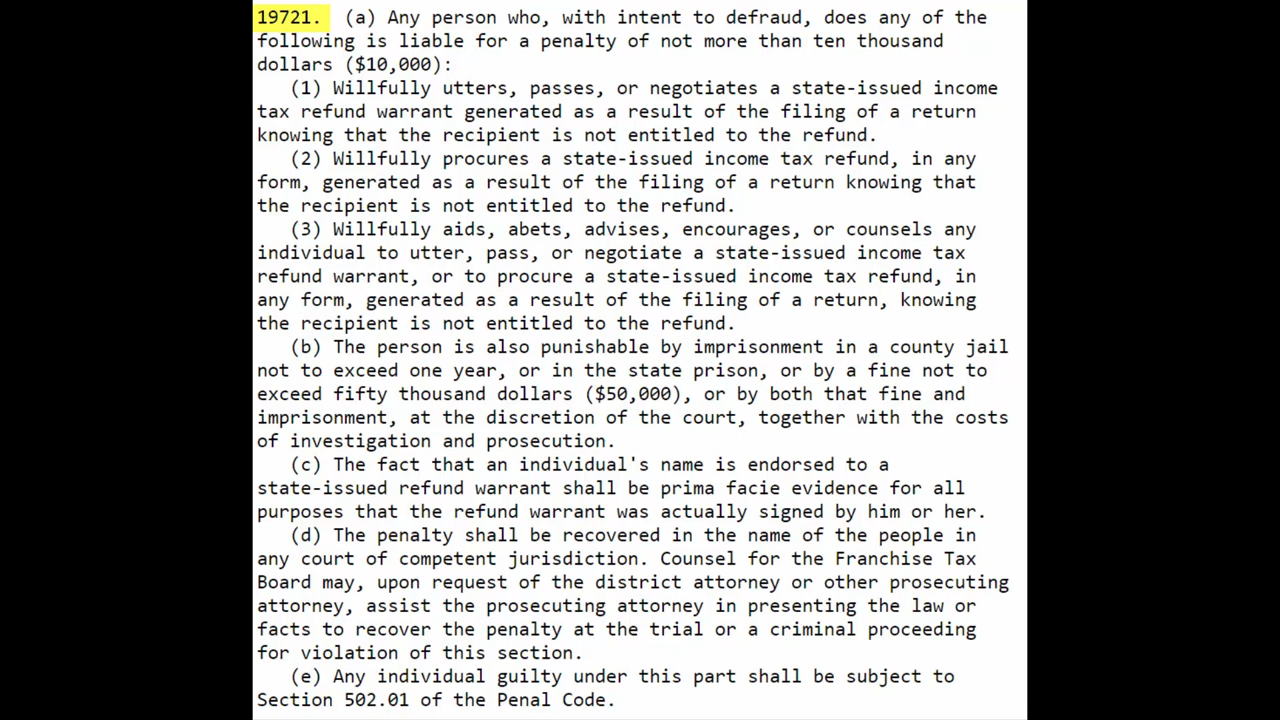 19721. (a) Any person who, with intent to defraud, does any of the
following is liable for a penalty of not more than ten thousand
dollars ($10,000):
(1) Willfully utters, passes, or negotiates a state-issued income
tax refund warrant generated as a result of the filing of a return
knowing that the recipient is not entitled to the refund.
(2) Willfully procures a state-issued income tax refund, in any
form, generated as a result of the filing of a return knowing that
the recipient is not entitled to the refund.
(3) Willfully aids, abets, advises, encourages, or counsels any
individual to utter, pass, or negotiate a state-issued income tax
refund warrant, or to procure a state-issued income tax refund, in
any form, generated as a result of the filing of a return, knowing
the recipient is not entitled to the refund.
(b) The person is also punishable by imprisonment in a county jail
not to exceed one year, or in the state prison, or by a fine not to
exceed fifty thousand dollars ($50,000), or by both that fine and
imprisonment, at the discretion of the court, together with the costs
of investigation and prosecution.
(c) The fact that an individual's name is endorsed to a
state-issued refund warrant shall be prima facie evidence for all
purposes that the refund warrant was actually signed by him or her.
(d) The penalty shall be recovered in the name of the people in
any court of competent jurisdiction. Counsel for the Franchise Tax
Board may, upon request of the district attorney or other prosecuting
attorney, assist the prosecuting attorney in presenting the law or
facts to recover the penalty at the trial or a criminal proceeding
for violation of this section.
(e) Any individual guilty under this part shall be subject to
Section 502.01 of the Penal Code.